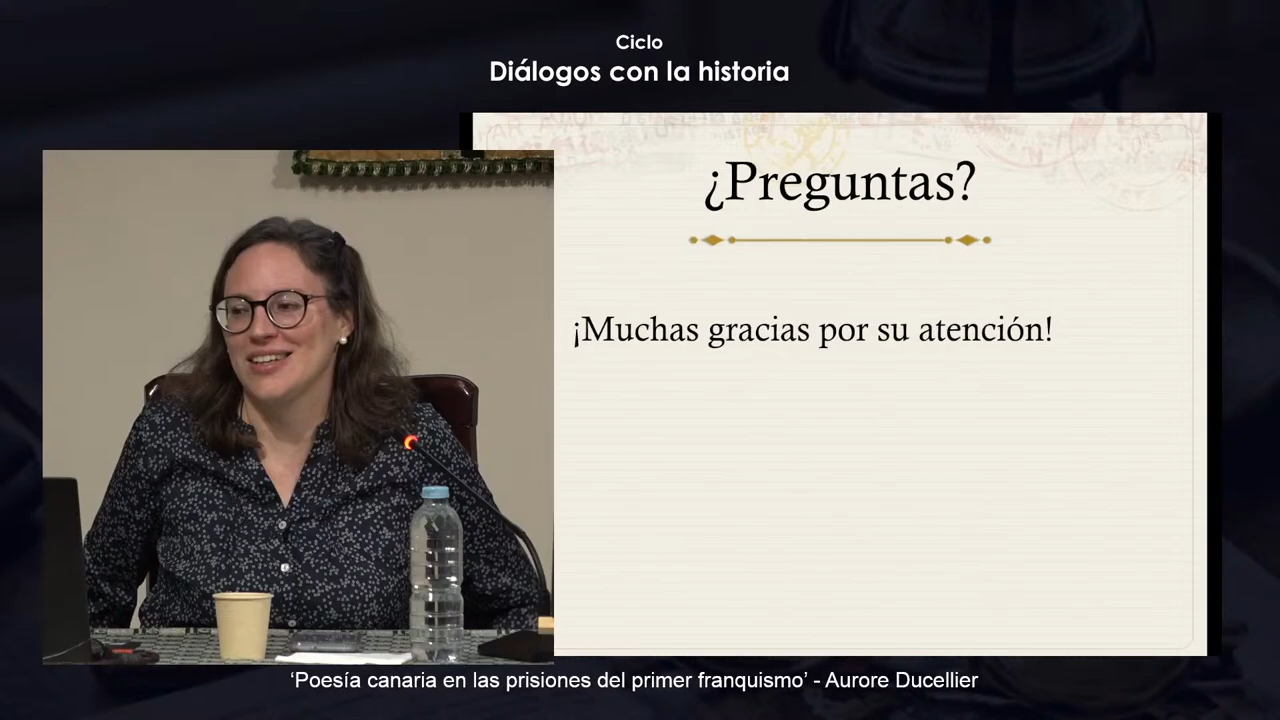 Ciclo
Diálogos con la historia
¿Preguntas?
¡Muchas gracias por su atención!
‘Poesía canaria en las prisiones del primer franquismo’ - Aurore Ducellier